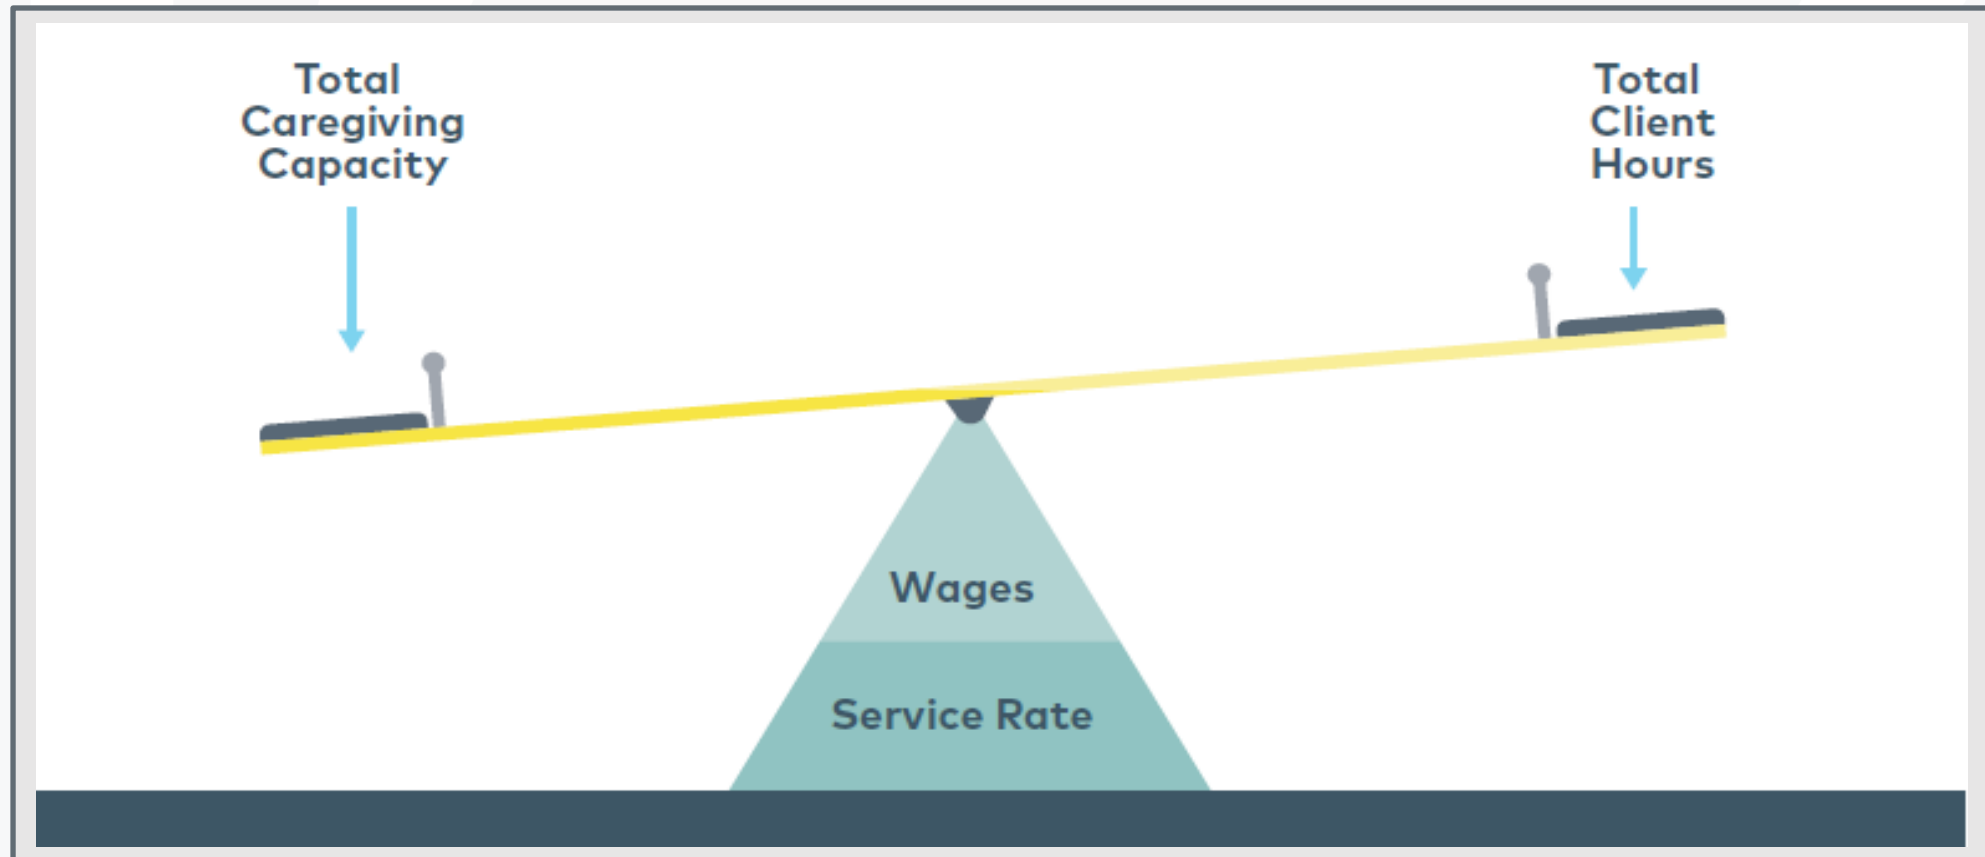 Total
Caregiving
Capacity
Total
Client
Hours
Wages
Service Rate